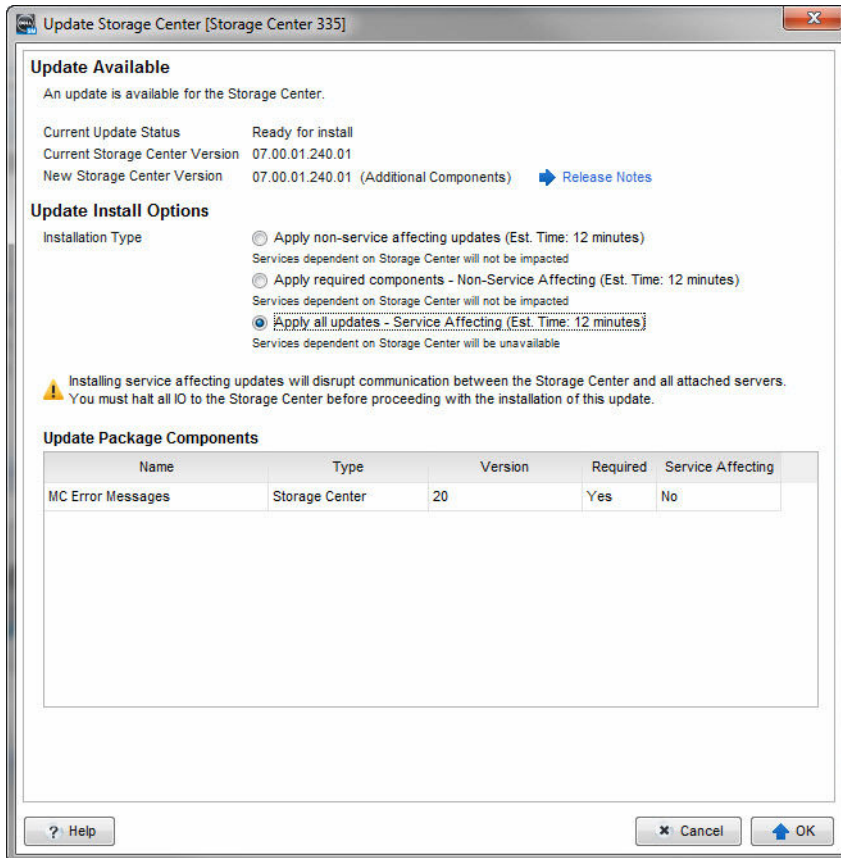 Update Storage Center [Storage Center 335]
Update Available
An update is available for the Storage Center.
Current Update Status Ready for install
Current Storage Center Version 07.00.01.240.01
New Storage Center Version 07.00.01.240.01 (Additional Components) Release Notes
Update Install Options
Installation Type Apply non-service affecting updates (Est. Time: 12 minutes)
Services dependent on Storage Center will not be impacted
Apply required components - Non-Service Affecting (Est. Time: 12 minutes)
Services dependent on Storage Center will not be impacted
Apply all updates - Service Affecting (Est. Time: 12 minutes)
Services dependent on Storage Center will be unavailable
Installing service affecting updates will disrupt communication between the Storage Center and all attached servers.
You must halt all IO to the Storage Center before proceeding with the installation of this update.
Update Package Components
Name Type Version Required Service Affecting
MC Error Messages Storage Center 20 Yes No
? Help Cancel OK